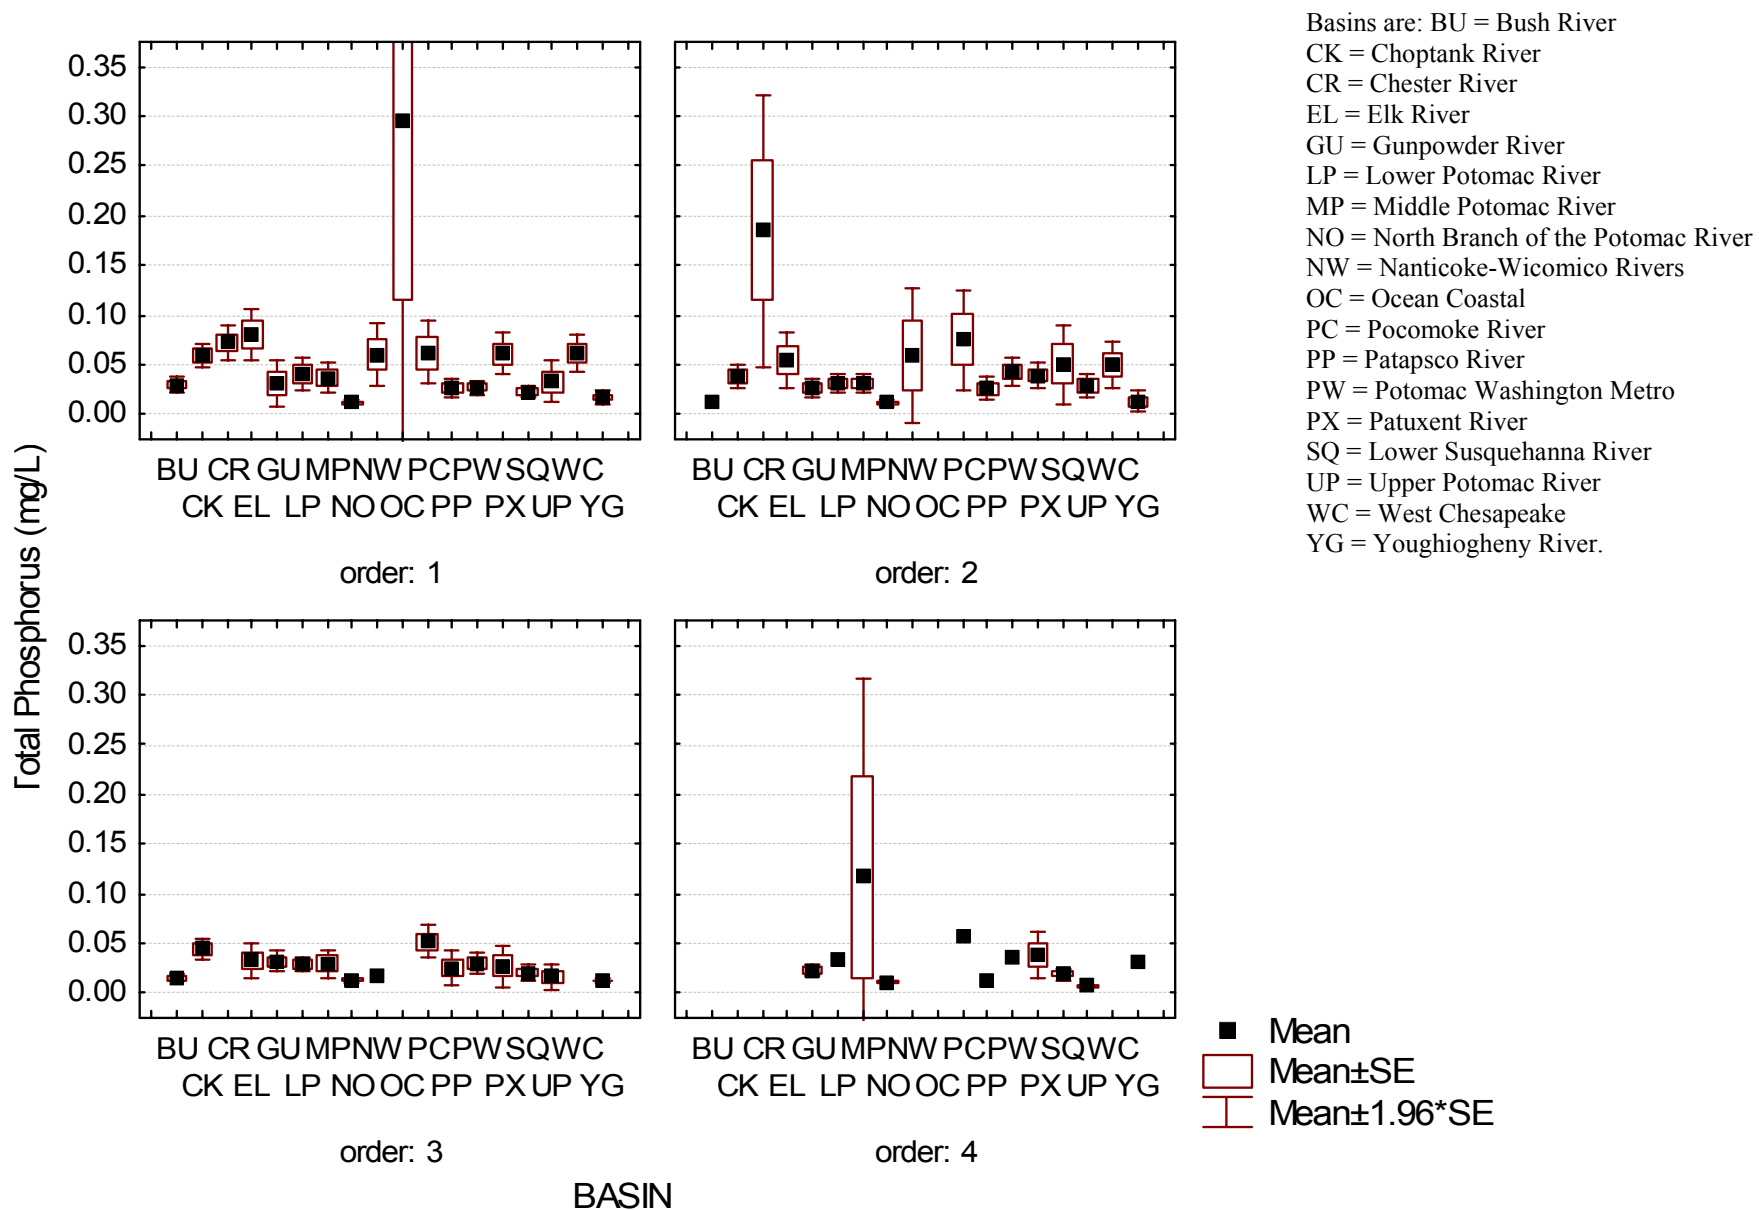 Basins are: BU = Bush River
CK = Choptank River
CR = Chester River
EL = Elk River
GU = Gunpowder River
LP = Lower Potomac River
MP = Middle Potomac River
NO = North Branch of the Potomac River
NW = Nanticoke-Wicomico Rivers
OC = Ocean Coastal
PC = Pocomoke River
PP = Patapsco River
PW = Potomac Washington Metro
PX = Patuxent River
SQ = Lower Susquehanna River
UP = Upper Potomac River
WC = West Chesapeake
YG = Youghiogheny River.
Total Phosphorus (mg/L)
0.35
0.30
0.25
0.20
0.15
0.10
0.05
0.00
BU CR GU MP NW PC PW SQ WC
CK EL LP NO OC PP PX UP YG
order: 1
BU CR GU MP NW PC PW SQ WC
CK EL LP NO OC PP PX UP YG
order: 2
0.35
0.30
0.25
0.20
0.15
0.10
0.05
0.00
BU CR GU MP NW PC PW SQ WC
CK EL LP NO OC PP PX UP YG
order: 3
BU CR GU MP NW PC PW SQ WC
CK EL LP NO OC PP PX UP YG
order: 4
BASIN
Mean
Mean±SE
Mean±1.96*SE